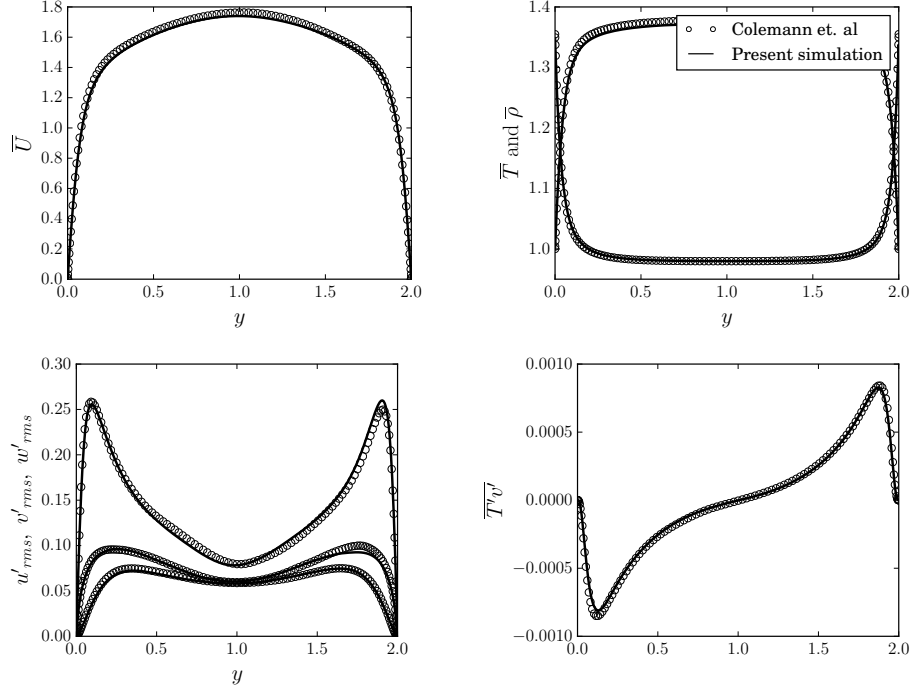 1.8
1.6
1.4
1.2
1.0
0.8
0.6
0.4
0.2
0.0
U̅
0.0 0.5 1.0 1.5 2.0
y
1.4
1.3
1.2
1.1
1.0
T̅ and ρ̅
Colemann et. al
Present simulation
0.0 0.5 1.0 1.5 2.0
y
0.30
0.25
0.20
0.15
0.10
0.05
0.00
u′rms, v′rms, w′rms
0.0 0.5 1.0 1.5 2.0
y
0.0010
0.0005
0.0000
−0.0005
−0.0010
T′v′
0.0 0.5 1.0 1.5 2.0
y